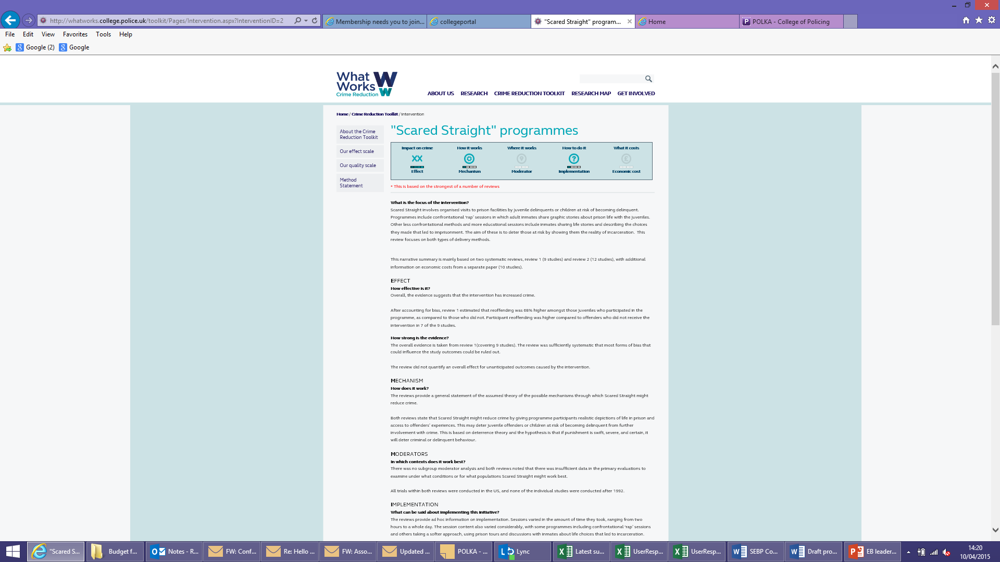 http://whatworks.college.police.uk/toolkit/Pages/Intervention.aspx?InterventionID=2
Membership needs you to join...
collegeportal
"Scared Straight" program...
Home
POLKA - College of Policing
File Edit View Favorites Tools Help
Google (2) Google
What Works W W
Crime Reduction
ABOUT US RESEARCH CRIME REDUCTION TOOLKIT RESEARCH MAP GET INVOLVED
Home / Crime Reduction Toolkit / Intervention
About the Crime
Reduction Toolkit
Our effect scale
Our quality scale
Method
Statement
"Scared Straight" programmes
Impact on crime How it works Where it works How to do it What it costs
XX ? £
Effect Mechanism Moderator Implementation Economic cost
* This is based on the strongest of a number of reviews
What is the focus of the intervention?
Scared Straight involves organised visits to prison facilities by juvenile delinquents or children at risk of becoming delinquent.
Programmes include confrontational 'rap' sessions in which adult inmates share graphic stories about prison life with the juveniles.
Other less confrontational methods and more educational sessions include inmates sharing life stories and describing the choices
they made that led to imprisonment. The aim of these is to deter those at risk by showing them the reality of incarceration. This
review focuses on both types of delivery methods.
This narrative summary is mainly based on two systematic reviews, review 1 (9 studies) and review 2 (12 studies), with additional
information on economic costs from a separate paper (10 studies).
EFFECT
How effective is it?
Overall, the evidence suggests that the intervention has increased crime.
After accounting for bias, review 1 estimated that reoffending was 68% higher amongst those juveniles who participated in the
programme, as compared to those who did not. Participant reoffending was higher compared to offenders who did not receive the
intervention in 7 of the 9 studies.
How strong is the evidence?
The overall evidence is taken from review 1(covering 9 studies). The review was sufficiently systematic that most forms of bias that
could influence the study outcomes could be ruled out.
The review did not quantify an overall effect for unanticipated outcomes caused by the intervention.
MECHANISM
How does it work?
The reviews provide a general statement of the assumed theory of the possible mechanisms through which Scared Straight might
reduce crime.
Both reviews state that Scared Straight might reduce crime by giving programme participants realistic depictions of life in prison and
access to offenders' experiences. This may deter juvenile offenders or children at risk of becoming delinquent from further
involvement with crime. This is based on deterrence theory and the hypothesis is that if punishment is swift, severe, and certain, it
will deter criminal or delinquent behaviour.
MODERATORS
In which contexts does it work best?
There was no subgroup moderator analysis and both reviews noted that there was insufficient data in the primary evaluations to
examine under what conditions or for what populations Scared Straight might work best.
All trials within both reviews were conducted in the US, and none of the individual studies were conducted after 1992.
IMPLEMENTATION
What can be said about implementing this initiative?
The reviews provide ad hoc information on implementation. Sessions varied in the amount of time they took, ranging from two
hours to a whole day. The session content also varied considerably, with some programmes including confrontational 'rap' sessions
and others taking a softer approach, using prison tours and discussions with inmates about life choices that led to incarceration.
"Scared S... Budget f... Notes - R... FW: Conf... Re: Hello ... FW: Asso... Updated ... POLKA - ... Lync Latest su... UserResp... UserResp... SEBP Co... Draft pro... EB leader...
14:20
10/04/2015